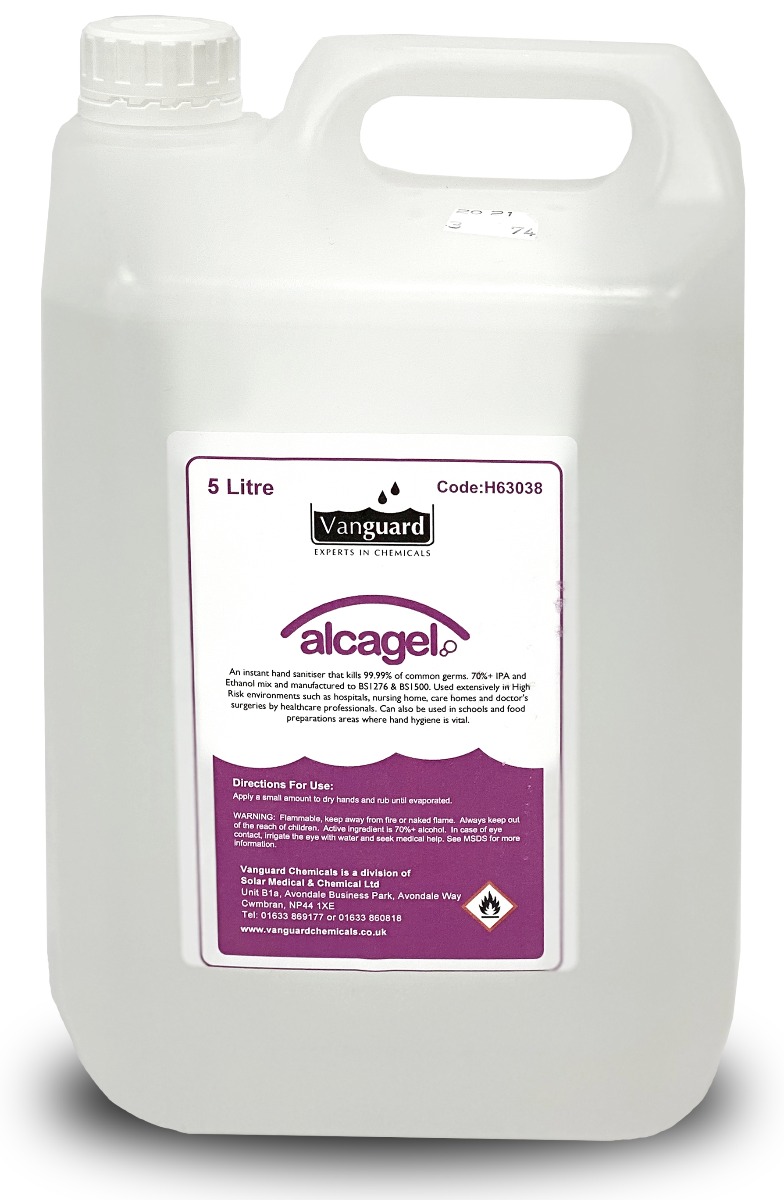 20 21
3 74
5 Litre
Code:H63038
Vanguard
EXPERTS IN CHEMICALS
alcagel
An instant hand sanitiser that kills 99.99% of common germs. 70%+ IPA and
Ethanol mix and manufactured to BS1276 & BS1500. Used extensively in High
Risk environments such as hospitals, nursing home, care homes and doctor's
surgeries by healthcare professionals. Can also be used in schools and food
preparations areas where hand hygiene is vital.
Directions For Use:
Apply a small amount to dry hands and rub until evaporated.
WARNING: Flammable, keep away from fire or naked flame. Always keep out
of the reach of children. Active ingredient is 70%+ alcohol. In case of eye
contact, irrigate the eye with water and seek medical help. See MSDS for more
information.
Vanguard Chemicals is a division of
Solar Medical & Chemical Ltd
Unit B1a, Avondale Business Park, Avondale Way
Cwmbran, NP44 1XE
Tel: 01633 869177 or 01633 860818
www.vanguardchemicals.co.uk